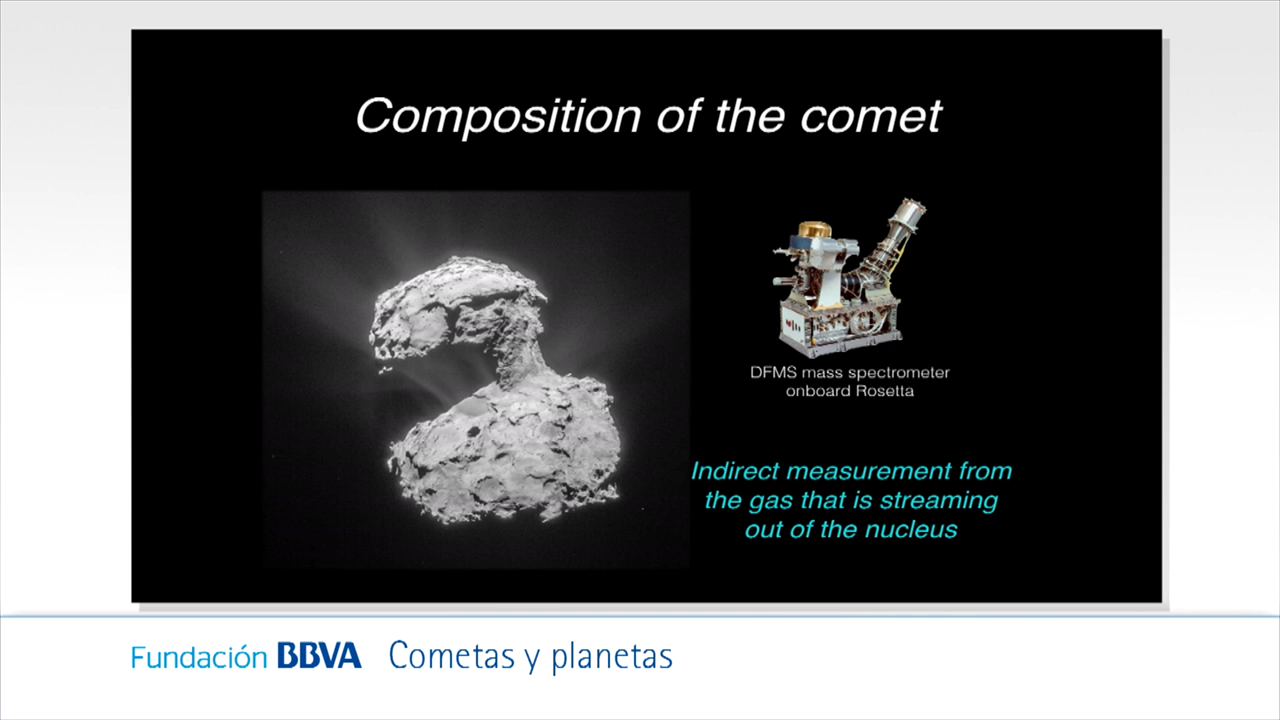 Composition of the comet
DFMS mass spectrometer
onboard Rosetta
Indirect measurement from
the gas that is streaming
out of the nucleus
Fundación BBVA Cometas y planetas